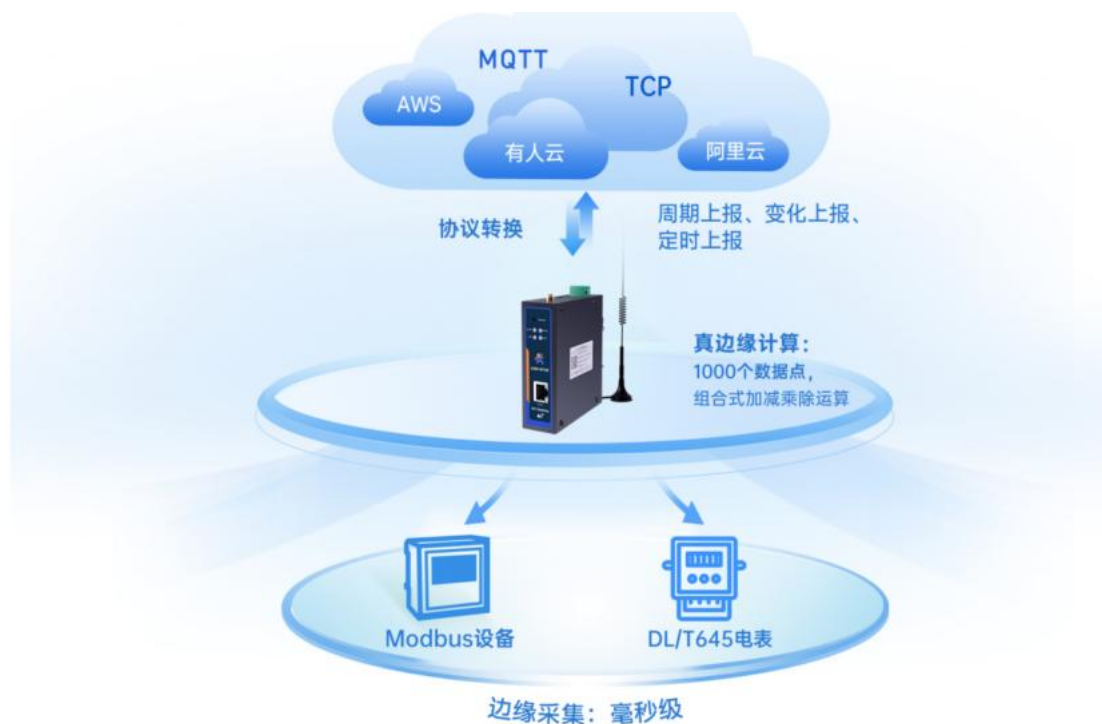 MQTT
TCP
AWS
有人云
阿里云
协议转换
周期上报、变化上报、
定时上报
真边缘计算：
1000个数据点，
组合式加减乘除运算
Modbus设备
DL/T645电表
边缘采集：毫秒级